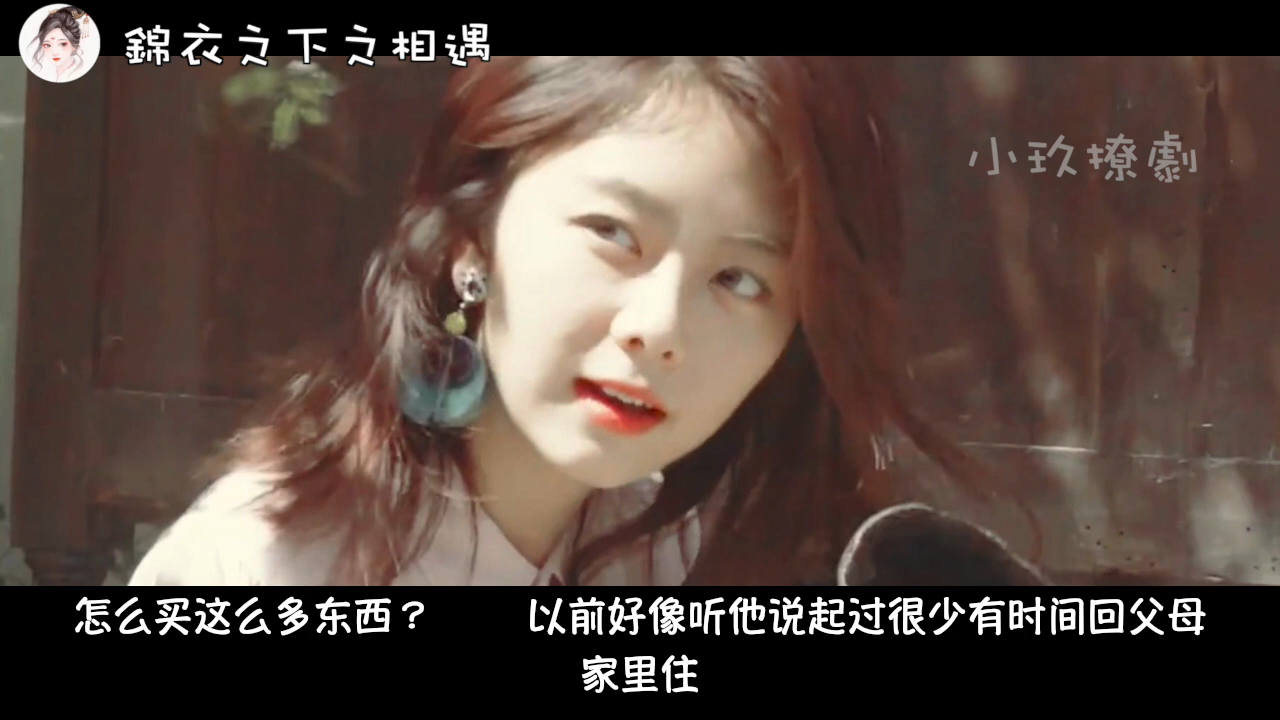 錦衣之下之相遇
小玖撩劇
怎么买这么多东西？ 以前好像听他说起过很少有时间回父母
家里住